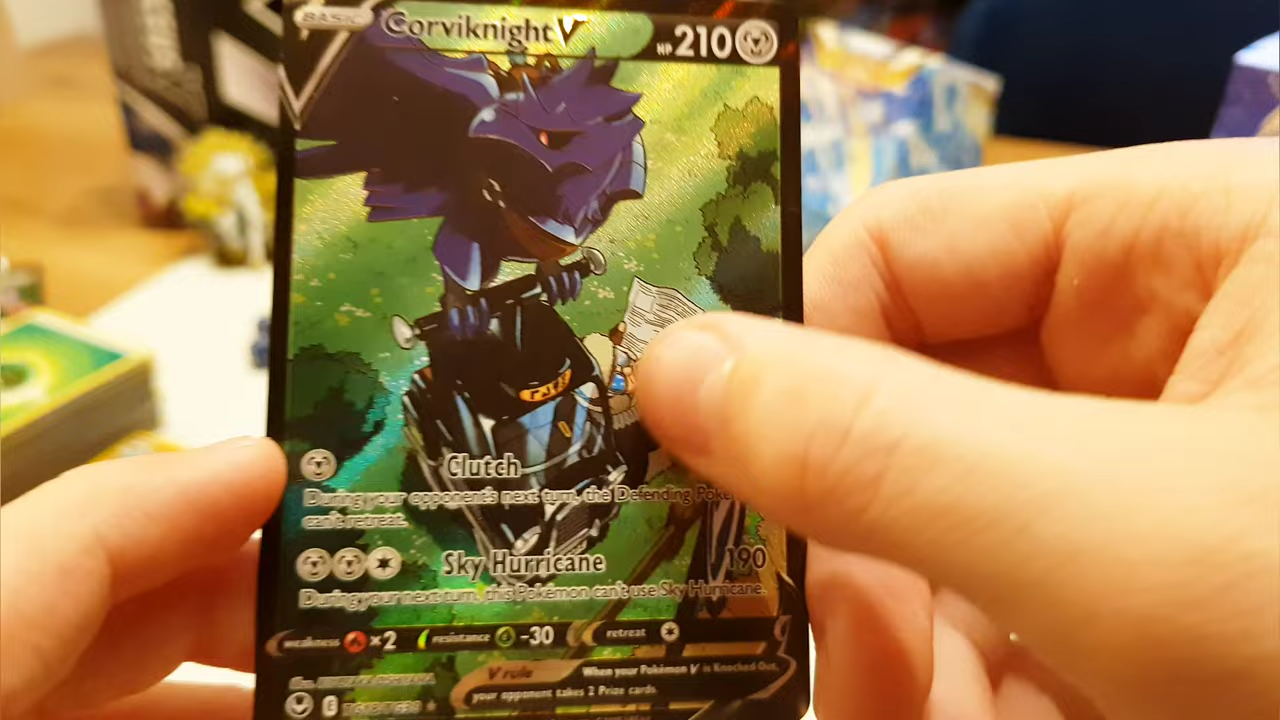 BASIC Corviknight V HP 210
TAXI
Clutch
During your opponent's next turn, the Defending Poké
can't retreat.
Sky Hurricane 190
During your next turn, this Pokémon can't use Sky Hurricane.
weakness ×2 resistance -30 retreat
V rule When your Pokémon V is Knocked Out,
your opponent takes 2 Prize cards.